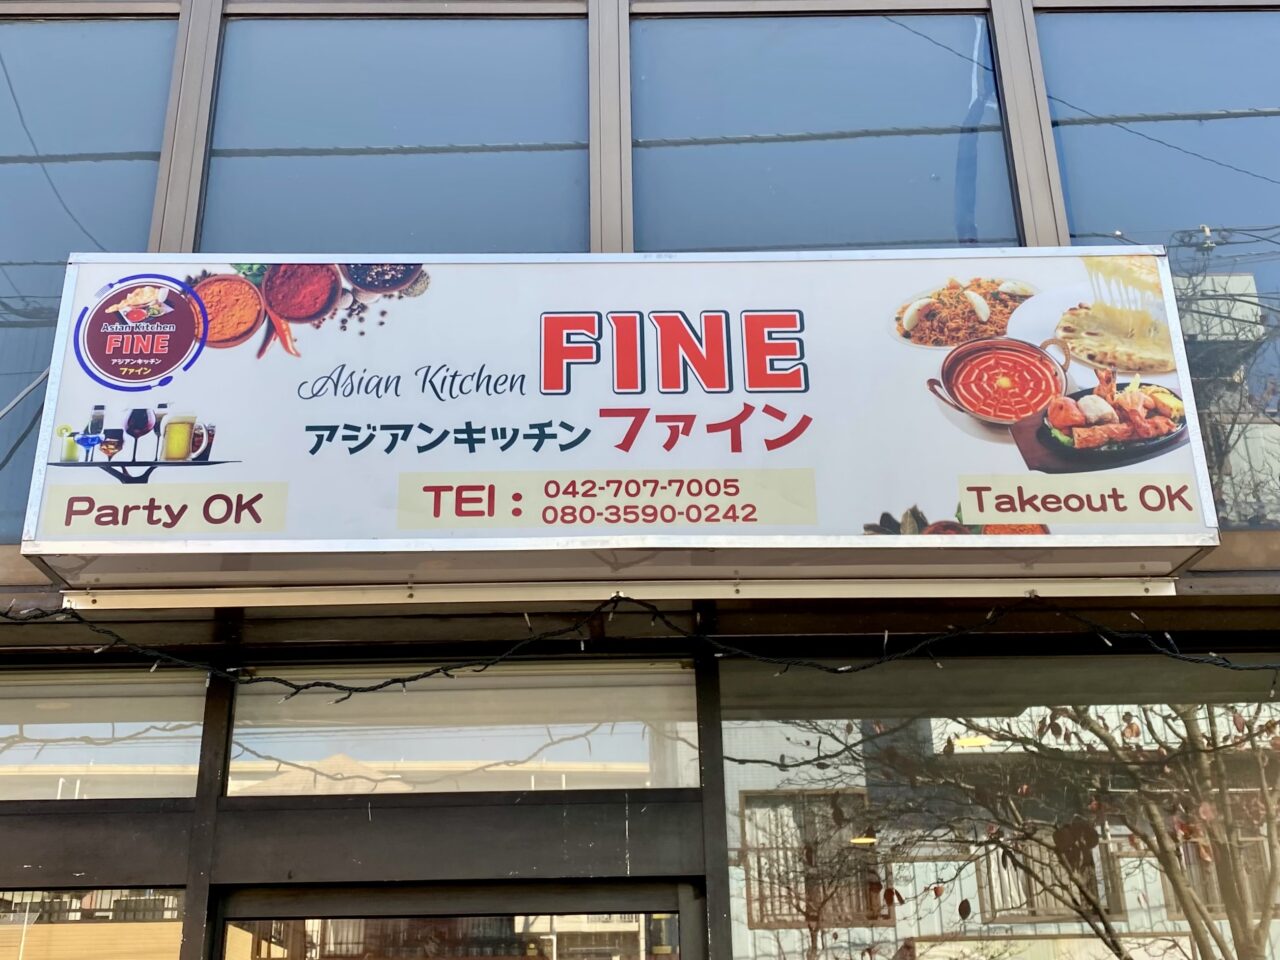 Asian Kitchen
FINE
アジアンキッチン
ファイン
Asian Kitchen FINE
アジアンキッチン ファイン
Party OK
TEl : 042-707-7005
080-3590-0242
Takeout OK